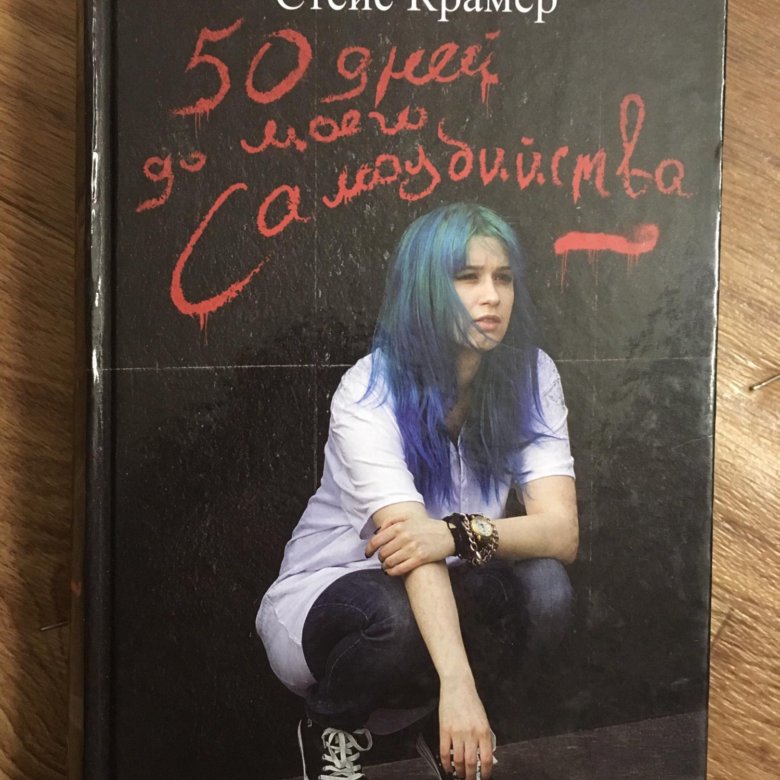 Стейс Крамер
50 дней
до моего
Самоубийства